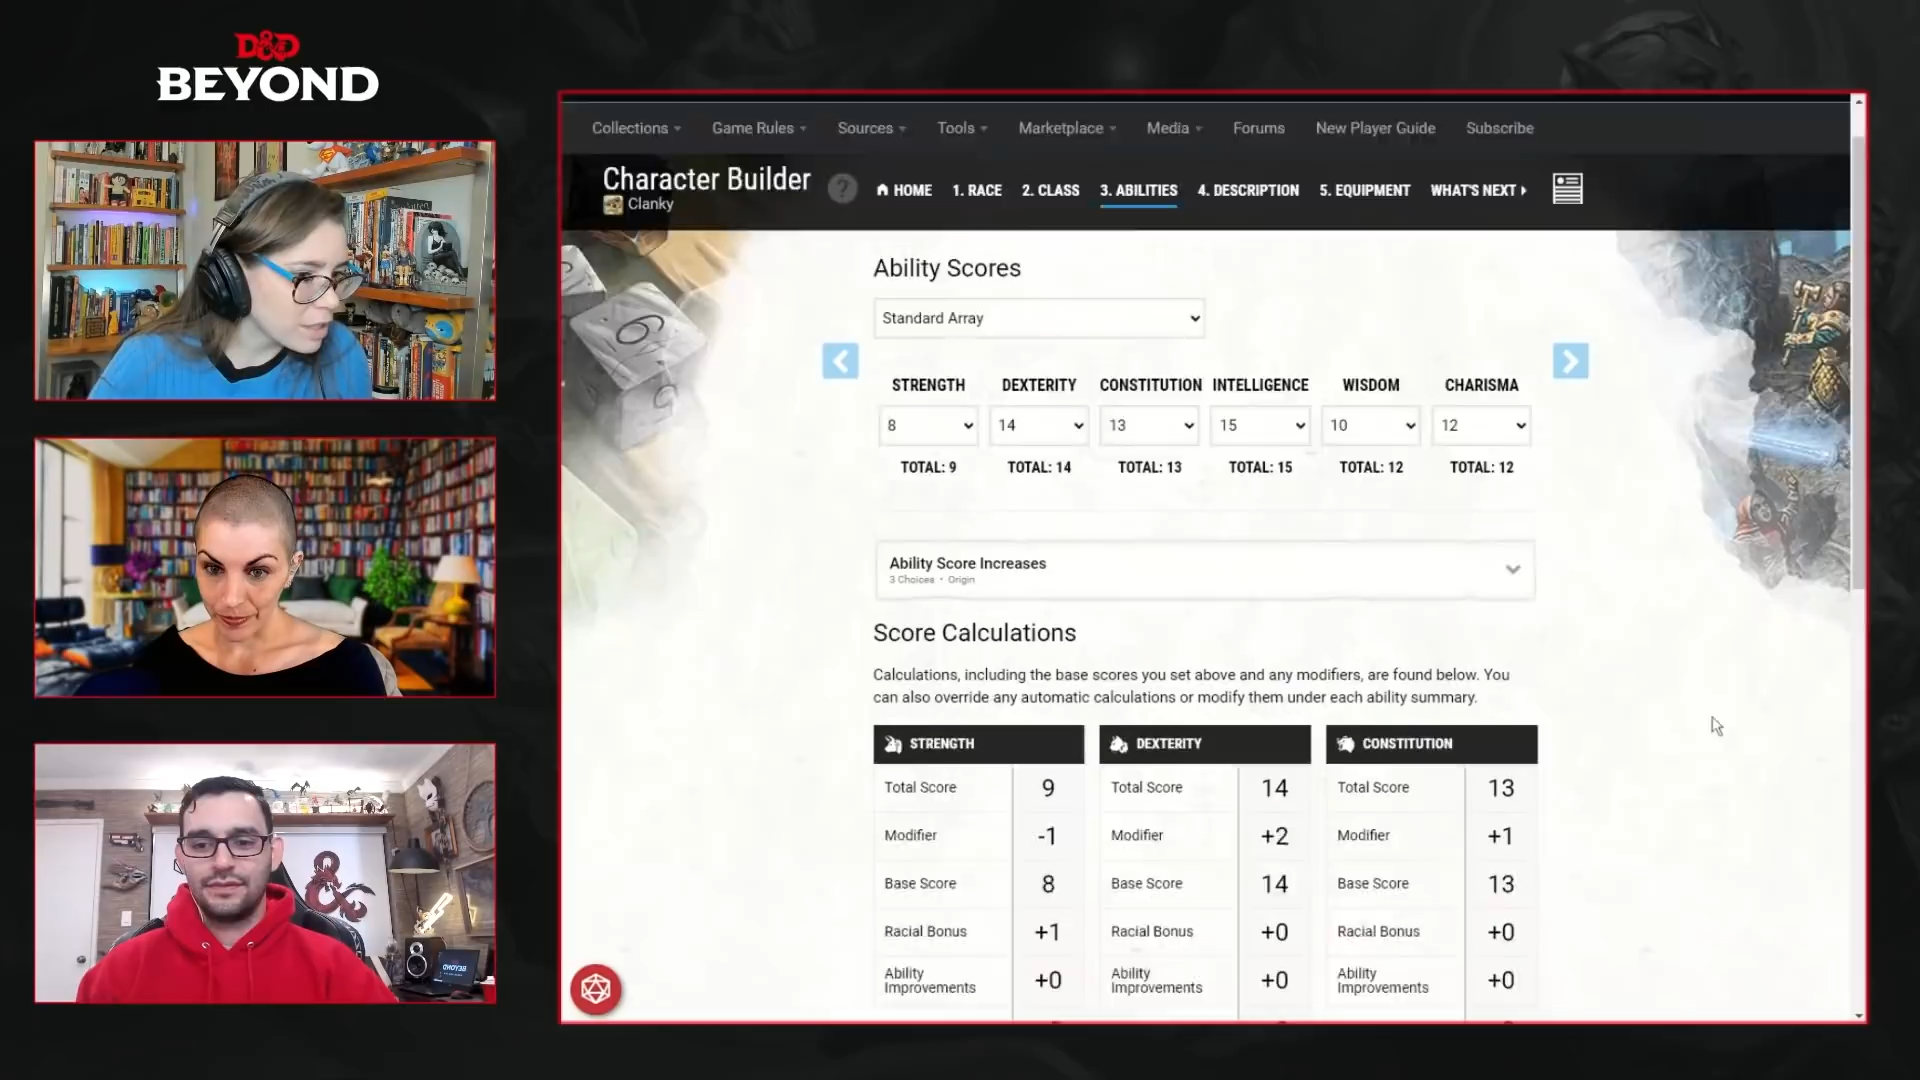 D&D
BEYOND
Collections
Game Rules
Sources
Tools
Marketplace
Media
Forums
New Player Guide
Subscribe
Character Builder
Clanky
?
HOME
1. RACE
2. CLASS
3. ABILITIES
4. DESCRIPTION
5. EQUIPMENT
WHAT'S NEXT
Ability Scores
Standard Array
STRENGTH DEXTERITY CONSTITUTION INTELLIGENCE WISDOM CHARISMA
8 14 13 15 10 12
TOTAL: 9 TOTAL: 14 TOTAL: 13 TOTAL: 15 TOTAL: 12 TOTAL: 12
Ability Score Increases
3 Choices • Origin
Score Calculations
Calculations, including the base scores you set above and any modifiers, are found below. You
can also override any automatic calculations or modify them under each ability summary.
STRENGTH
Total Score 9
Modifier -1
Base Score 8
Racial Bonus +1
Ability
Improvements +0
DEXTERITY
Total Score 14
Modifier +2
Base Score 14
Racial Bonus +0
Ability
Improvements +0
CONSTITUTION
Total Score 13
Modifier +1
Base Score 13
Racial Bonus +0
Ability
Improvements +0